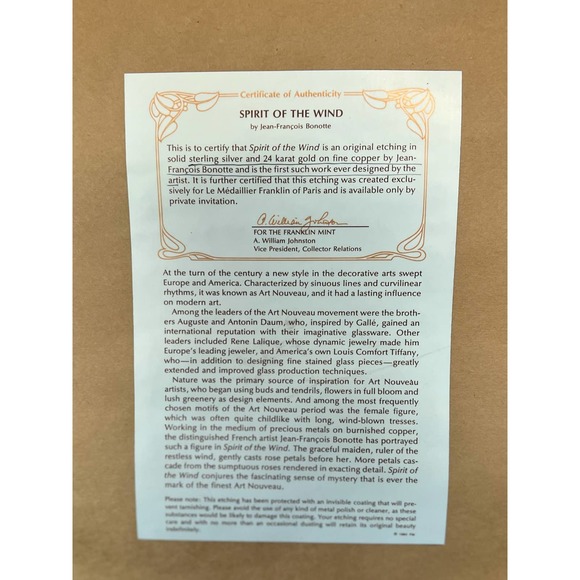 Certificate of Authenticity
SPIRIT OF THE WIND
by Jean-François Bonotte
This is to certify that Spirit of the Wind is an original etching in
solid sterling silver and 24 karat gold on fine copper by Jean-
François Bonotte and is the first such work ever designed by the
artist. It is further certified that this etching was created exclu-
sively for Le Médaillier Franklin of Paris and is available only by
private invitation.
A. William Johnston
FOR THE FRANKLIN MINT
A. William Johnston
Vice President, Collector Relations
At the turn of the century a new style in the decorative arts swept
Europe and America. Characterized by sinuous lines and curvilinear
rhythms, it was known as Art Nouveau, and it had a lasting influence
on modern art.
Among the leaders of the Art Nouveau movement were the broth-
ers Auguste and Antonin Daum, who, inspired by Gallé, gained an
international reputation with their imaginative glassware. Other
leaders included Rene Lalique, whose dynamic jewelry made him
Europe's leading jeweler, and America's own Louis Comfort Tiffany,
who—in addition to designing fine stained glass pieces—greatly
extended and improved glass production techniques.
Nature was the primary source of inspiration for Art Nouveau
artists, who began using buds and tendrils, flowers in full bloom and
lush greenery as design elements. And among the most frequently
chosen motifs of the Art Nouveau period was the female figure,
which was often quite childlike with long, wind-blown tresses.
Working in the medium of precious metals on burnished copper,
the distinguished French artist Jean-François Bonotte has portrayed
such a figure in Spirit of the Wind. The graceful maiden, ruler of the
restless wind, gently casts rose petals before her. More petals cas-
cade from the sumptuous roses rendered in exacting detail. Spirit of
the Wind conjures the fascinating sense of mystery that is ever the
mark of the finest Art Nouveau.
Please note: This etching has been protected with an invisible coating that will pre-
vent tarnishing. Please avoid the use of any kind of metal polish or cleaner, as these
substances would be likely to damage this coating. Your etching requires no special
care and with no more than an occasional dusting will retain its original beauty
indefinitely.